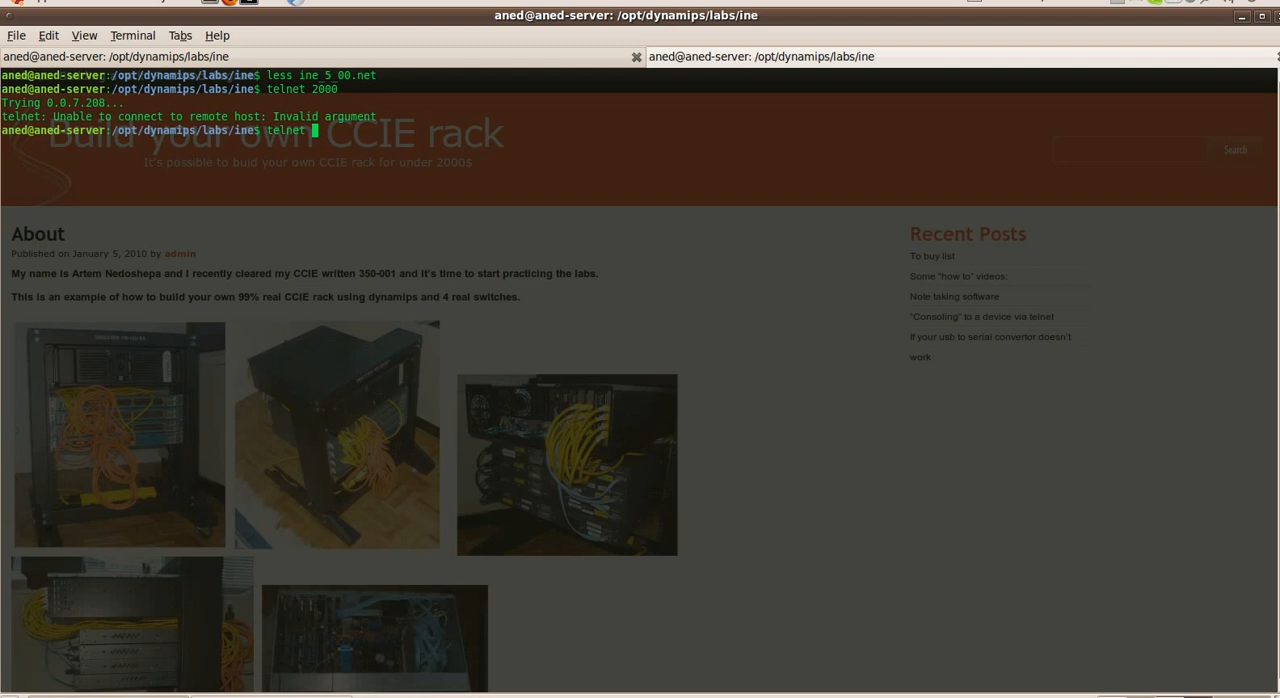 aned@aned-server: /opt/dynamips/labs/ine
File Edit View Terminal Tabs Help
aned@aned-server: /opt/dynamips/labs/ine aned@aned-server: /opt/dynamips/labs/ine
aned@aned-server:/opt/dynamips/labs/ine$ less ine_5_00.net
aned@aned-server:/opt/dynamips/labs/ine$ telnet 2000
Trying 0.0.7.208...
telnet: Unable to connect to remote host: Invalid argument
aned@aned-server:/opt/dynamips/labs/ine$ telnet
Build your own CCIE rack
It's possible to buid your own CCIE rack for under 2000$
Search
About
Published on January 5, 2010 by admin
My name is Artem Nedoshepa and I recently cleared my CCIE written 350-001 and it's time to start practicing the labs.
This is an example of how to build your own 99% real CCIE rack using dynamips and 4 real switches.
Recent Posts
To buy list
Some "how to" videos:
Note taking software
"Consoling" to a device via telnet
If your usb to serial convertor doesn't
work